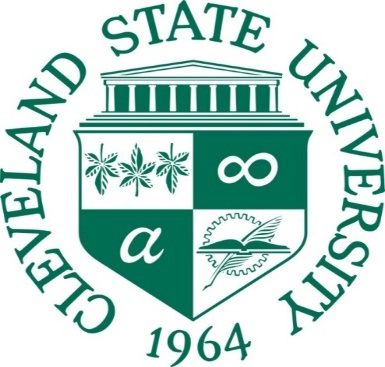 CLEVELAND STATE UNIVERSITY
∞
a
1964